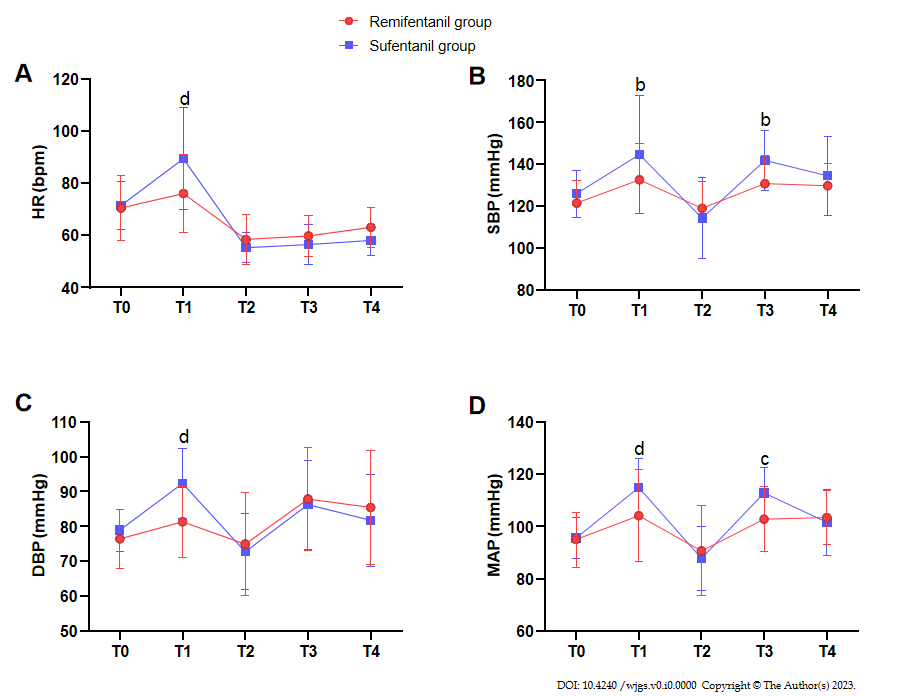 Remifentanil group
Sufentanil group
A
120
100
80
60
40
HR (bpm)
d
T0 T1 T2 T3 T4
B
180
160
140
120
100
80
SBP (mmHg)
b
b
T0 T1 T2 T3 T4
C
110
100
90
80
70
60
50
DBP (mmHg)
d
T0 T1 T2 T3 T4
D
140
120
100
80
60
MAP (mmHg)
d
c
T0 T1 T2 T3 T4
DOI: 10.4240 /wjgs.v0.i0.0000 Copyright © The Author(s) 2023.